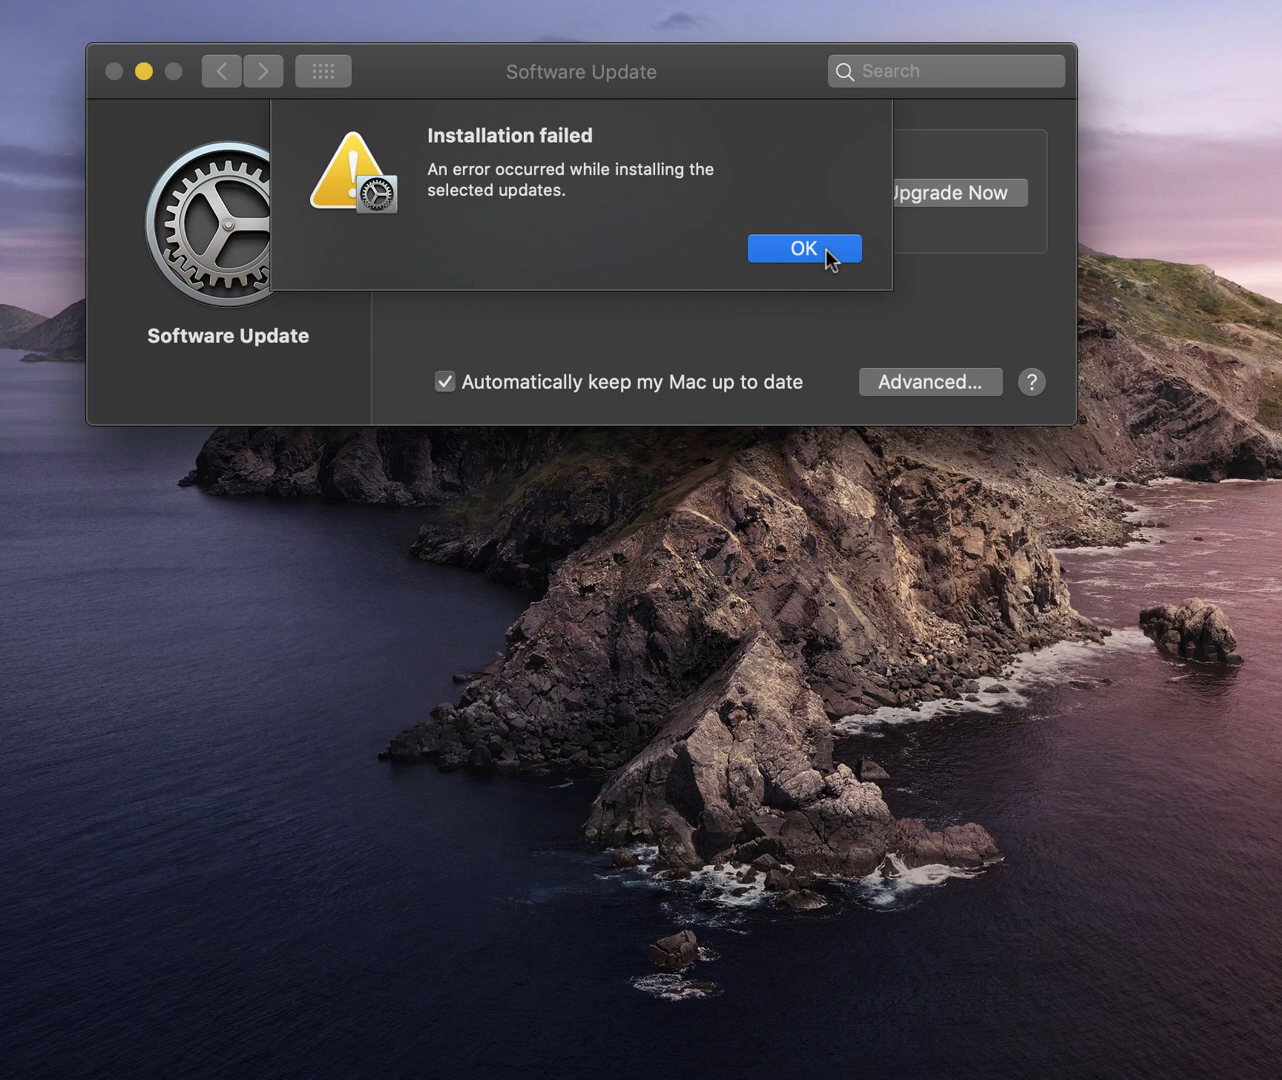 Software Update
Search
Installation failed
An error occurred while installing the
selected updates.
Upgrade Now
OK
Software Update
Automatically keep my Mac up to date
Advanced...
?